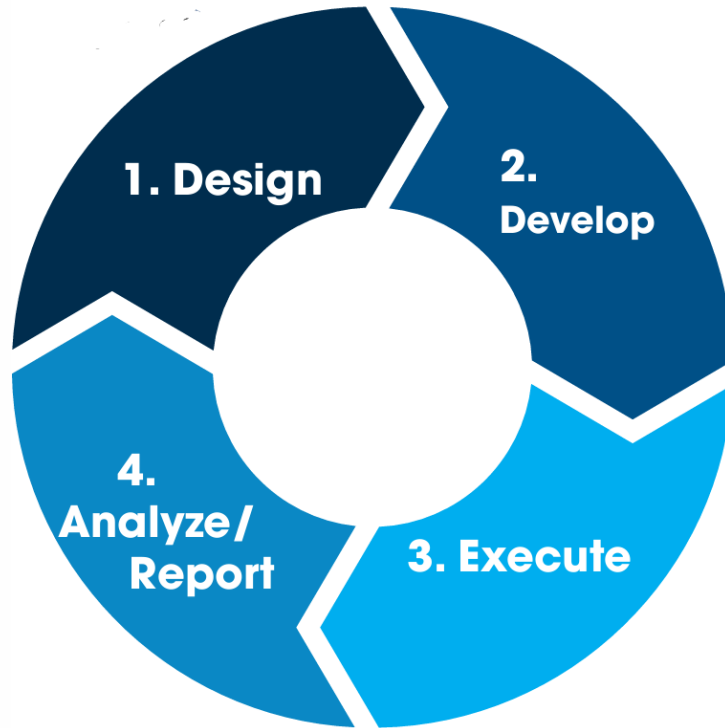 1. Design
2.
Develop
3. Execute
4.
Analyze/
Report